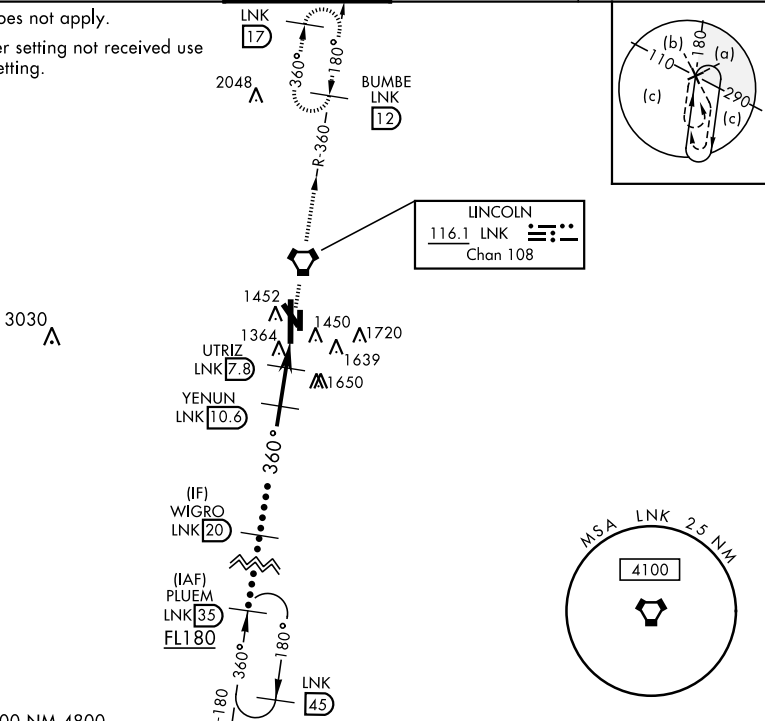 oes not apply.
er setting not received use
etting.
LNK
17
360°
180°
2048
BUMBE
LNK
12
R-360
(b)
180
(a)
110
(c)
290
(c)
LINCOLN
116.1 LNK
Chan 108
3030
1452
1364
1450
1720
1639
1650
UTRIZ
LNK 7.8
YENUN
LNK 10.6
360°
(IF)
WIGRO
LNK 20
(IAF)
PLUEM
LNK 35
FL180
360°
180°
LNK
45
-180
MSA LNK 25 NM
4100
00 NM 4800